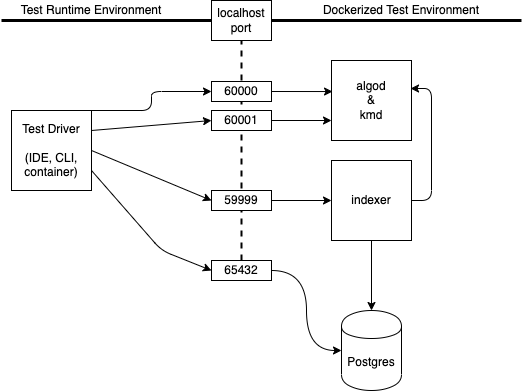 Test Runtime Environment
localhost
port
Dockerized Test Environment
60000
algod
&
kmd
60001
Test Driver
(IDE, CLI,
container)
59999
indexer
65432
Postgres